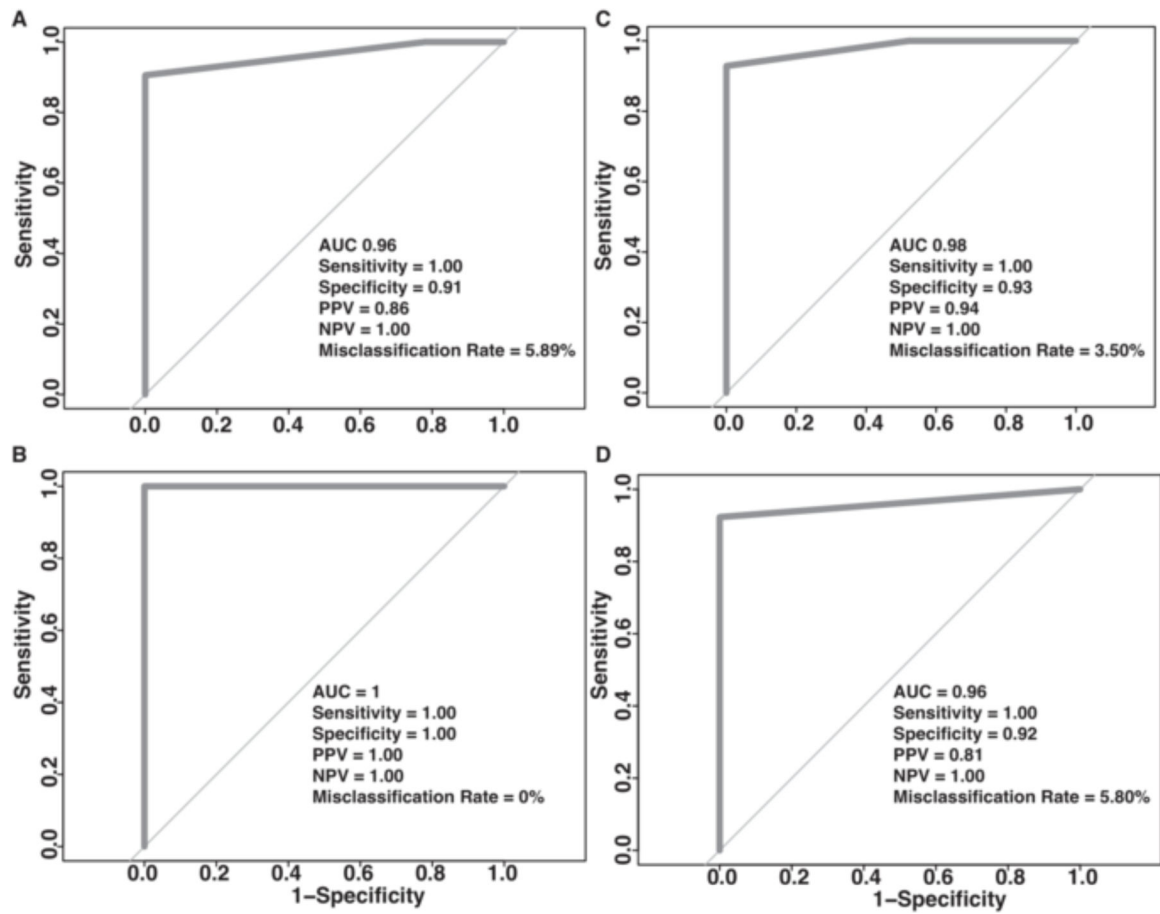 A
Sensitivity
1.0
0.8
0.6
0.4
0.2
0.0
AUC 0.96
Sensitivity = 1.00
Specificity = 0.91
PPV = 0.86
NPV = 1.00
Misclassification Rate = 5.89%
0.0 0.2 0.4 0.6 0.8 1.0
C
Sensitivity
1.0
0.8
0.6
0.4
0.2
0.0
AUC 0.98
Sensitivity = 1.00
Specificity = 0.93
PPV = 0.94
NPV = 1.00
Misclassification Rate = 3.50%
0.0 0.2 0.4 0.6 0.8 1.0
B
Sensitivity
1.0
0.8
0.6
0.4
0.2
0.0
AUC = 1
Sensitivity = 1.00
Specificity = 1.00
PPV = 1.00
NPV = 1.00
Misclassification Rate = 0%
0.0 0.2 0.4 0.6 0.8 1.0
1−Specificity
D
Sensitivity
1.0
0.8
0.6
0.4
0.2
0.0
AUC = 0.96
Sensitivity = 1.00
Specificity = 0.92
PPV = 0.81
NPV = 1.00
Misclassification Rate = 5.80%
0.0 0.2 0.4 0.6 0.8 1.0
1−Specificity